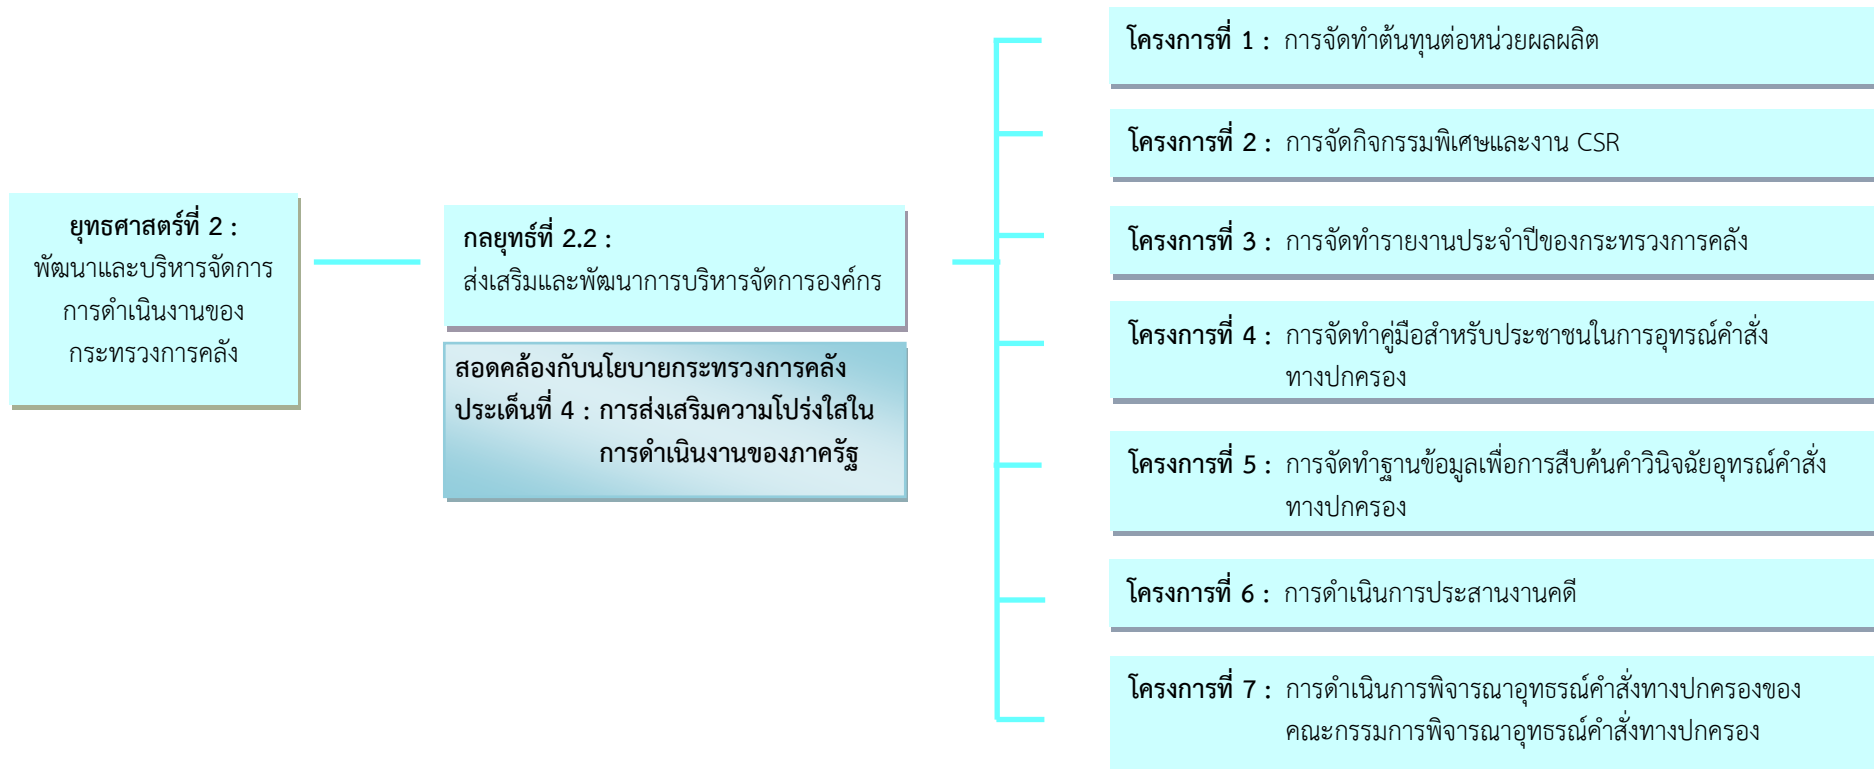 ยุทธศาสตร์ที่ 2 :
พัฒนาและบริหารจัดการ
การดำเนินงานของ
กระทรวงการคลัง
กลยุทธ์ที่ 2.2 :
ส่งเสริมและพัฒนาการบริหารจัดการองค์กร
สอดคล้องกับนโยบายกระทรวงการคลัง
ประเด็นที่ 4 : การส่งเสริมความโปร่งใสใน
การดำเนินงานของภาครัฐ
โครงการที่ 1 : การจัดทำต้นทุนต่อหน่วยผลผลิต
โครงการที่ 2 : การจัดกิจกรรมพิเศษและงาน CSR
โครงการที่ 3 : การจัดทำรายงานประจำปีของกระทรวงการคลัง
โครงการที่ 4 : การจัดทำคู่มือสำหรับประชาชนในการอุทรณ์คำสั่ง
ทางปกครอง
โครงการที่ 5 : การจัดทำฐานข้อมูลเพื่อการสืบค้นคำวินิจฉัยอุทรณ์คำสั่ง
ทางปกครอง
โครงการที่ 6 : การดำเนินการประสานงานคดี
โครงการที่ 7 : การดำเนินการพิจารณาอุทธรณ์คำสั่งทางปกครองของ
คณะกรรมการพิจารณาอุทธรณ์คำสั่งทางปกครอง